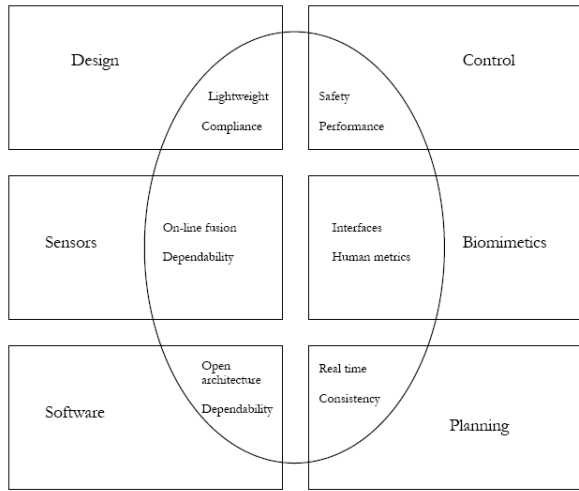 Design
Lightweight
Compliance
Control
Safety
Performance
Sensors
On-line fusion
Dependability
Interfaces
Human metrics
Biomimetics
Software
Open
architecture
Dependability
Real time
Consistency
Planning